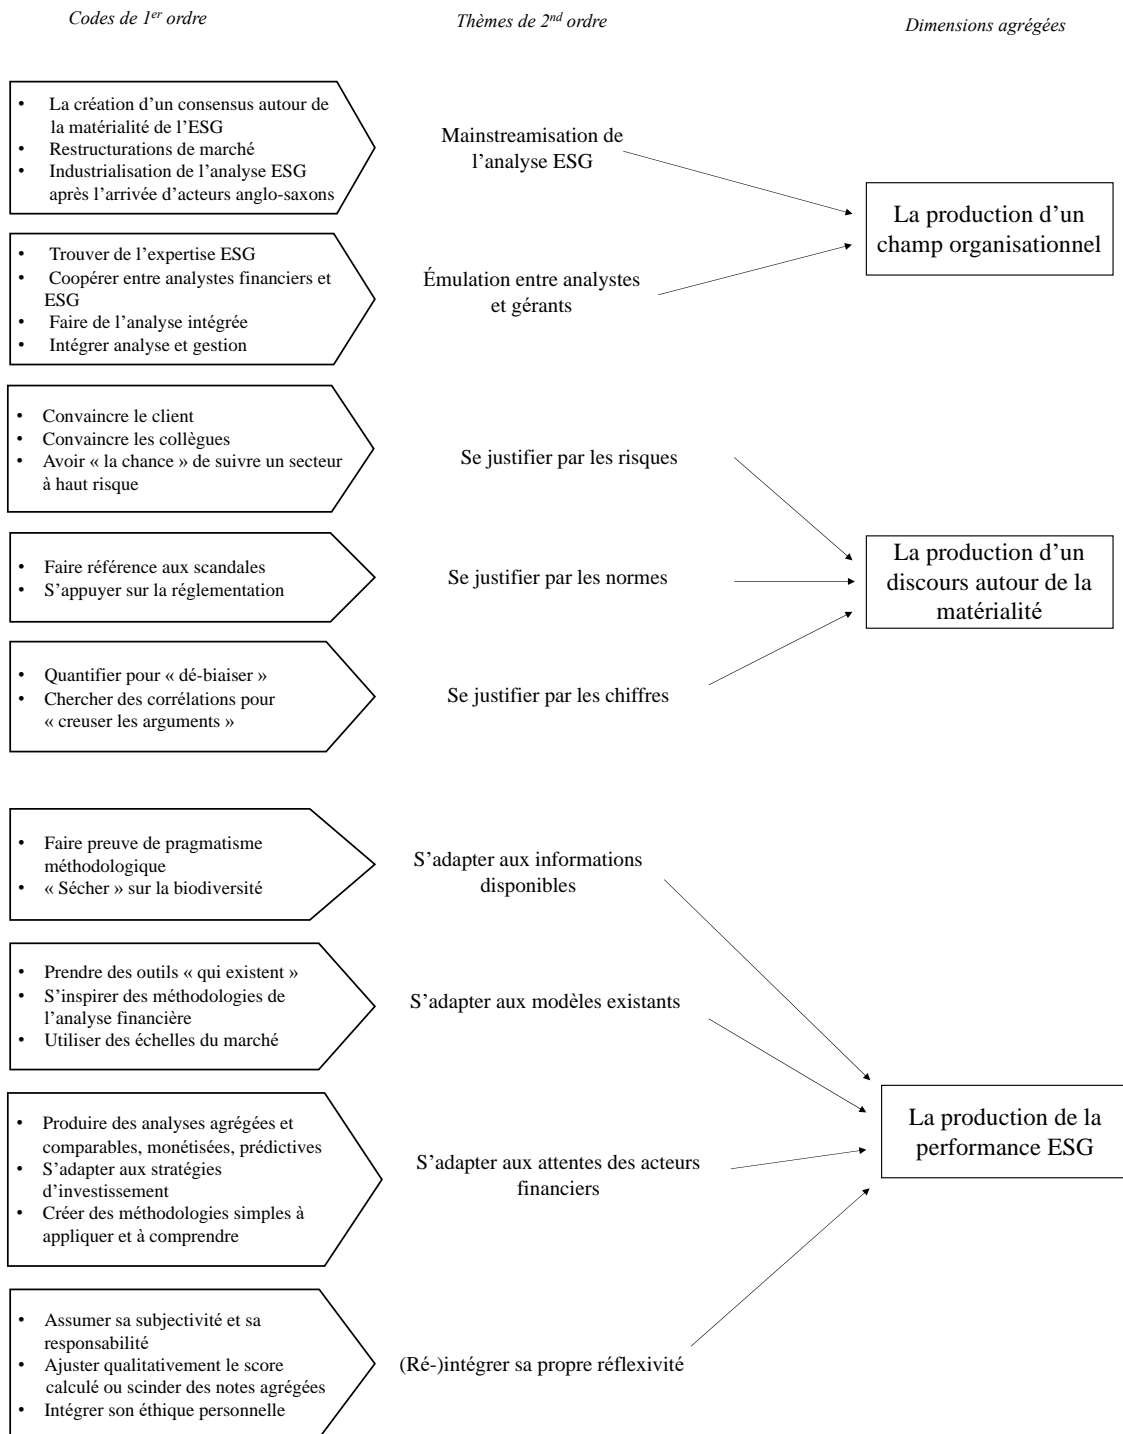 Codes de 1er ordre
Thèmes de 2nd ordre
Dimensions agrégées
• La création d’un consensus autour de
la matérialité de l’ESG
• Restructurations de marché
• Industrialisation de l’analyse ESG
après l’arrivée d’acteurs anglo-saxons
Mainstreamisation de
l’analyse ESG
• Trouver de l’expertise ESG
• Coopérer entre analystes financiers et
ESG
• Faire de l’analyse intégrée
• Intégrer analyse et gestion
Émulation entre analystes
et gérants
La production d’un
champ organisationnel
• Convaincre le client
• Convaincre les collègues
• Avoir « la chance » de suivre un secteur
à haut risque
Se justifier par les risques
• Faire référence aux scandales
• S’appuyer sur la réglementation
Se justifier par les normes
• Quantifier pour « dé-biaiser »
• Chercher des corrélations pour
« creuser les arguments »
Se justifier par les chiffres
La production d’un
discours autour de la
matérialité
• Faire preuve de pragmatisme
méthodologique
• « Sécher » sur la biodiversité
S’adapter aux informations
disponibles
• Prendre des outils « qui existent »
• S’inspirer des méthodologies de
l’analyse financière
• Utiliser des échelles du marché
S’adapter aux modèles existants
• Produire des analyses agrégées et
comparables, monétisées, prédictives
• S’adapter aux stratégies
d’investissement
• Créer des méthodologies simples à
appliquer et à comprendre
S’adapter aux attentes des acteurs
financiers
• Assumer sa subjectivité et sa
responsabilité
• Ajuster qualitativement le score
calculé ou scinder des notes agrégées
• Intégrer son éthique personnelle
(Ré-)intégrer sa propre réflexivité
La production de la
performance ESG